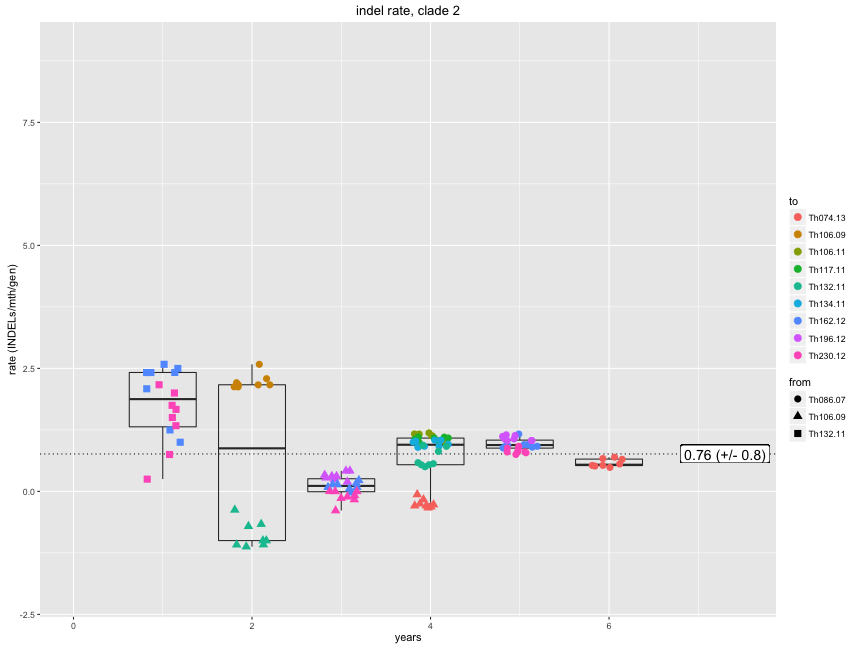 indel rate, clade 2
rate (INDELs/mth/gen)
7.5
5.0
2.5
0.0
-2.5
0
2
4
6
years
0.76 (+/- 0.8)
to
Th074.13
Th106.09
Th106.11
Th117.11
Th132.11
Th134.11
Th162.12
Th196.12
Th230.12
from
Th086.07
Th106.09
Th132.11